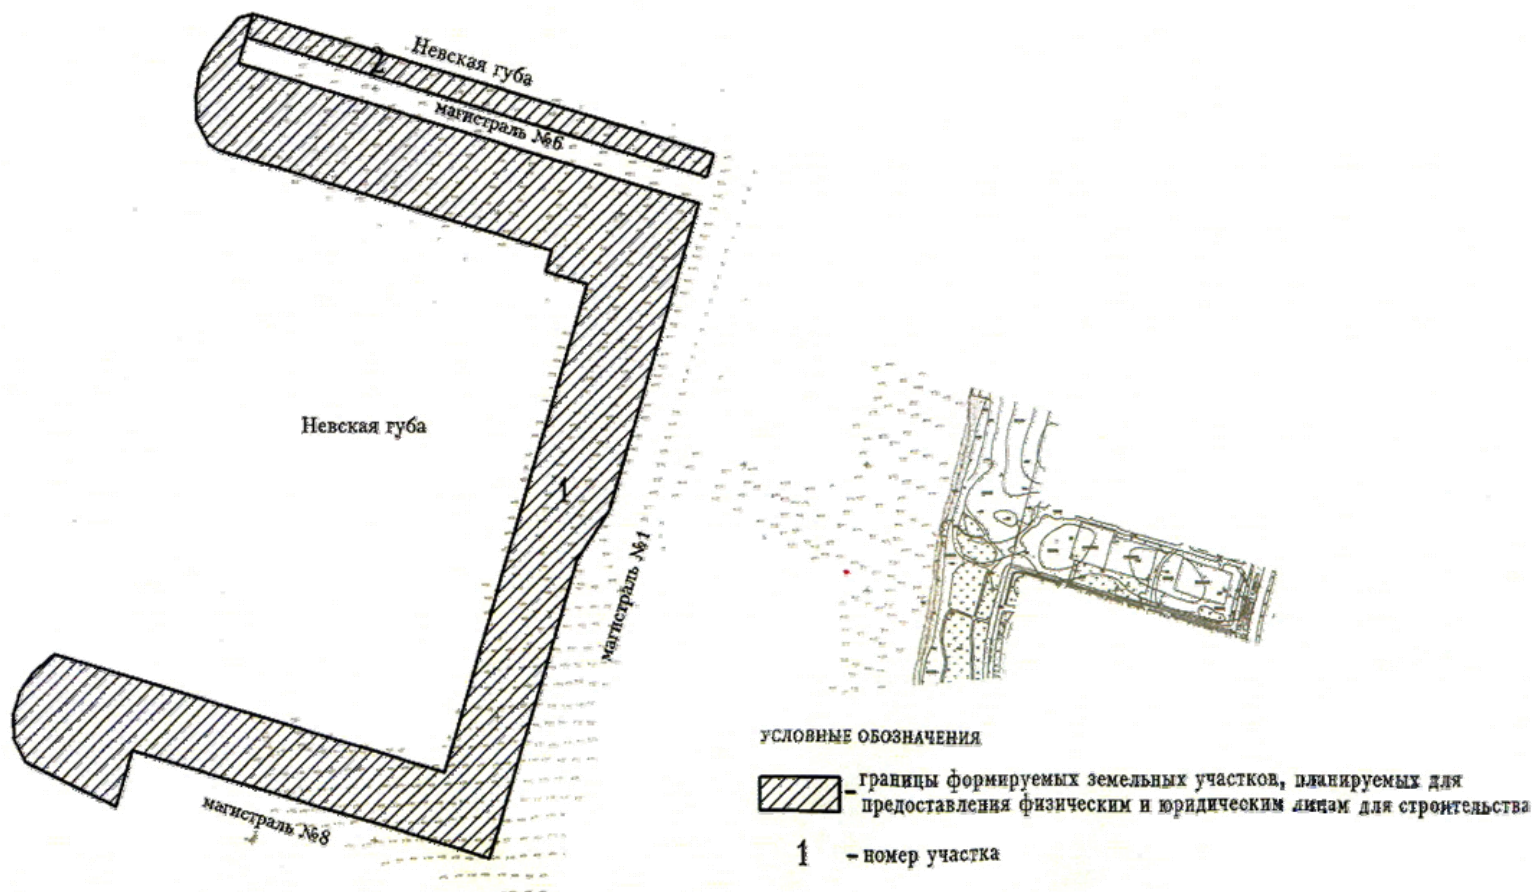 Невская губа
2
магистраль №6
Невская губа
1
магистраль №1
магистраль №8
УСЛОВНЫЕ ОБОЗНАЧЕНИЯ
- границы формируемых земельных участков, планируемых для
предоставления физическим и юридическим лицам для строительства
1 - номер участка